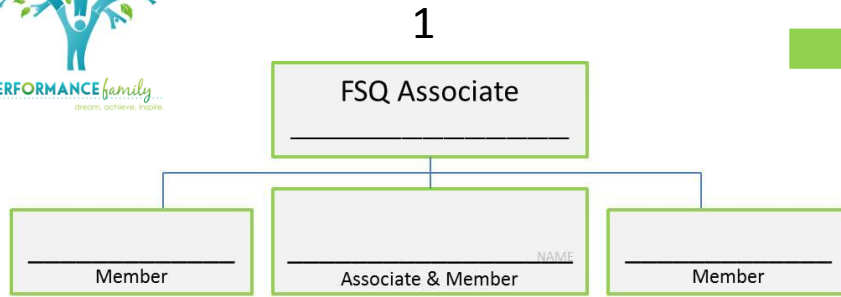 1
ERFORMANCE family
dream. achieve. inspire.
FSQ Associate
NAME
Member
Associate & Member
Member